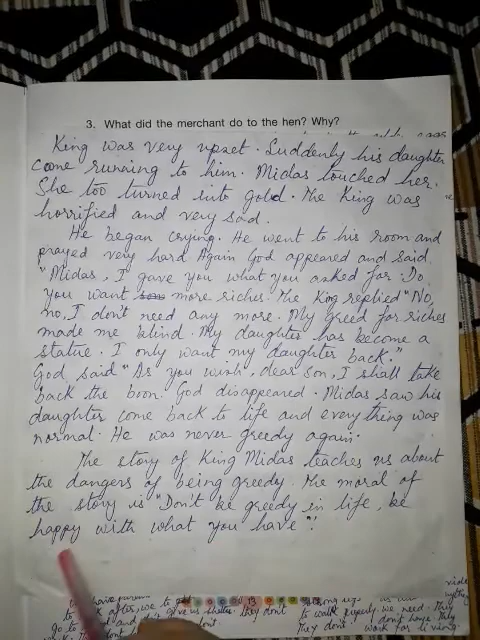 3. What did the merchant do to the hen? Why?
King was very upset. Suddenly his daughter
come running to him. Midas touched her.
She too turned into gold. The King was
horrified and very sad.
He began crying. He went to his room and
prayed very hard Again God appeared and said.
"Midas, I gave you what you asked for. Do
you want more riches. The King replied "No,
no, I don't need any more. My greed for riches
made me blind. My daughter has become a
statue. I only want my daughter back."
God said "As you wish, dear son, I shall take
back the boon. God disappeared. Midas saw his
daughter come back to life and everything was
normal. He was never greedy again.
The story of King Midas teaches us about
the dangers of being greedy. The moral of
the story is "Don't be greedy in life, be
happy with what you have"!
13